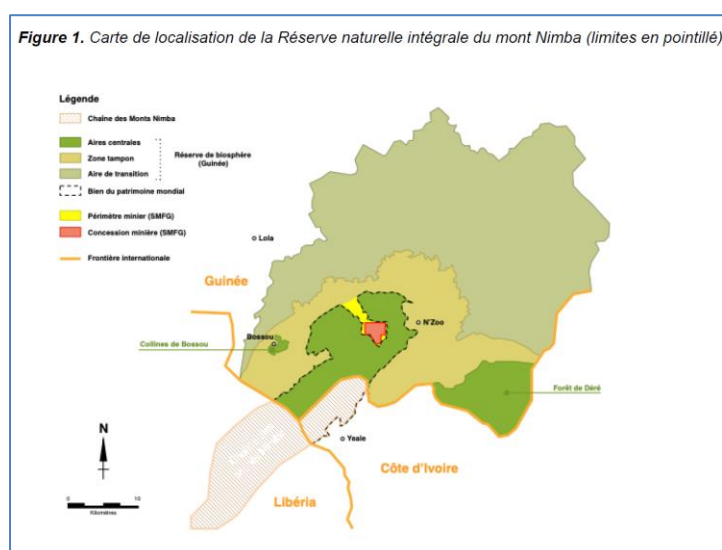 Figure 1. Carte de localisation de la Réserve naturelle intégrale du mont Nimba (limites en pointillé)
Légende
Chaîne des Monts Nimba
Aires centrales
Zone tampon
Aire de transition
Réserve de biosphère
(Guinée)
Bien du patrimoine mondial
Périmètre minier (SMFG)
Concession minière (SMFG)
Frontière internationale
Lola
Guinée
N'Zoo
Bossou
Collines de Bossou
Forêt de Déré
Yeale
N
Côte d'Ivoire
Libéria
0 10
Kilomètres